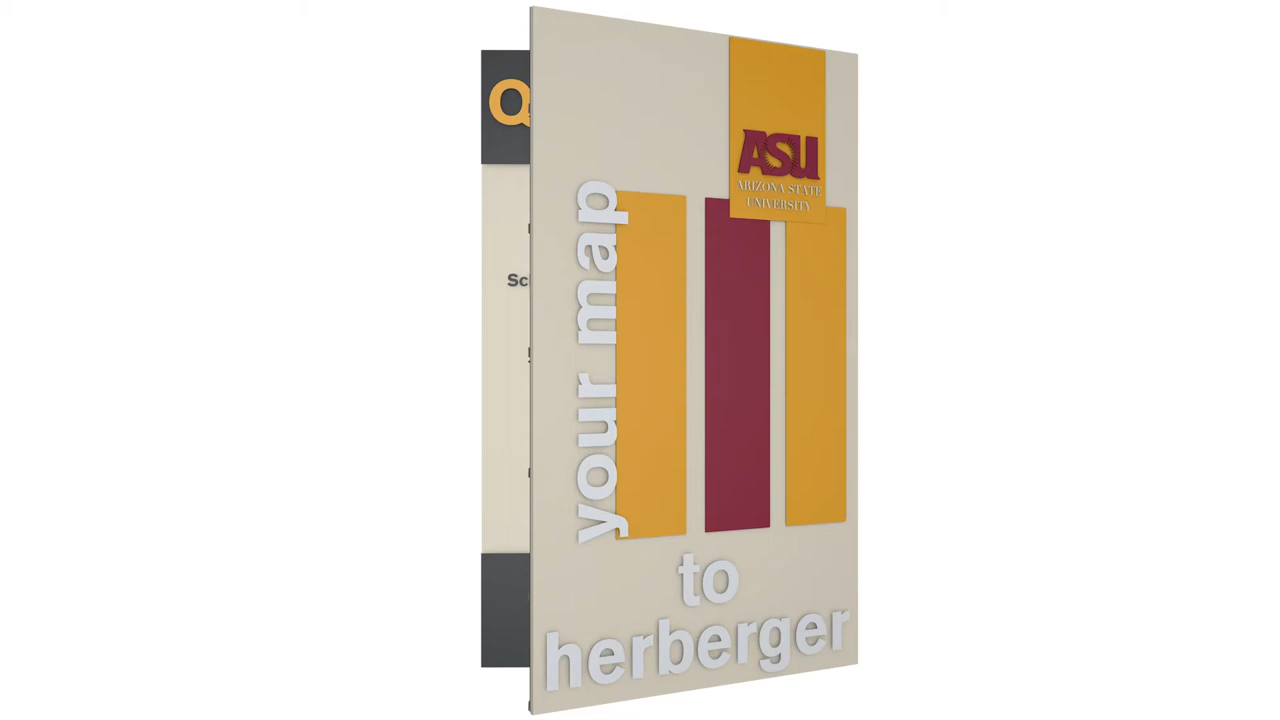 ASU
ARIZONA STATE
UNIVERSITY
your map
to
herberger